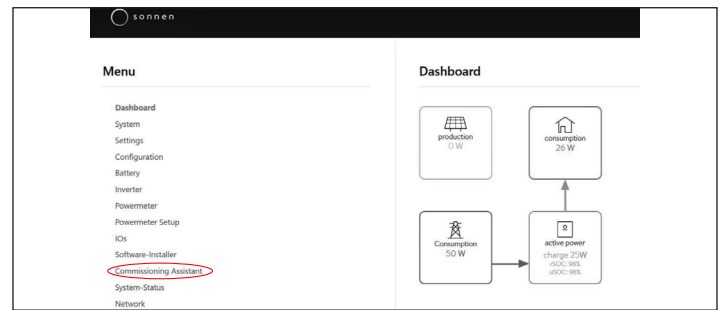 sonnen
Menu
Dashboard
System
Settings
Configuration
Battery
Inverter
Powermeter
Powermeter Setup
IOs
Software-Installer
Commissioning Assistant
System-Status
Network
Dashboard
production
0 W
consumption
26 W
Consumption
50 W
active power
charge 25W
rSOC: 98%
uSOC: 98%